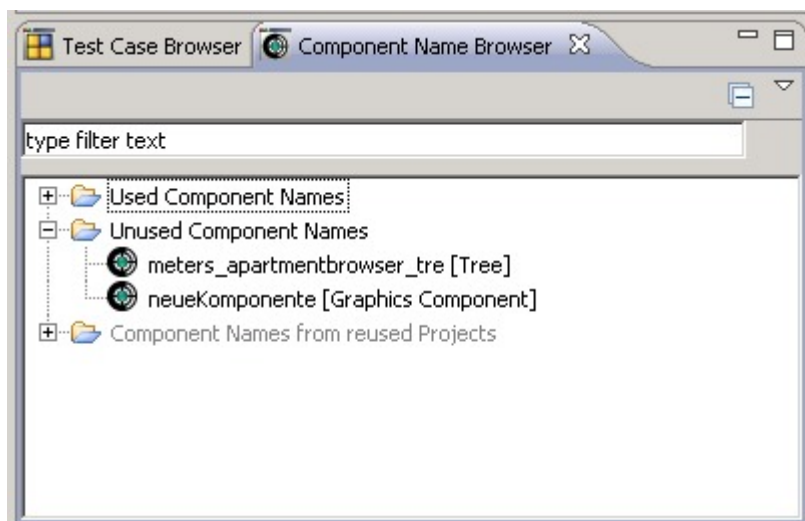 Test Case Browser Component Name Browser
type filter text
Used Component Names
Unused Component Names
meters_apartmentbrowser_tre [Tree]
neueKomponente [Graphics Component]
Component Names from reused Projects